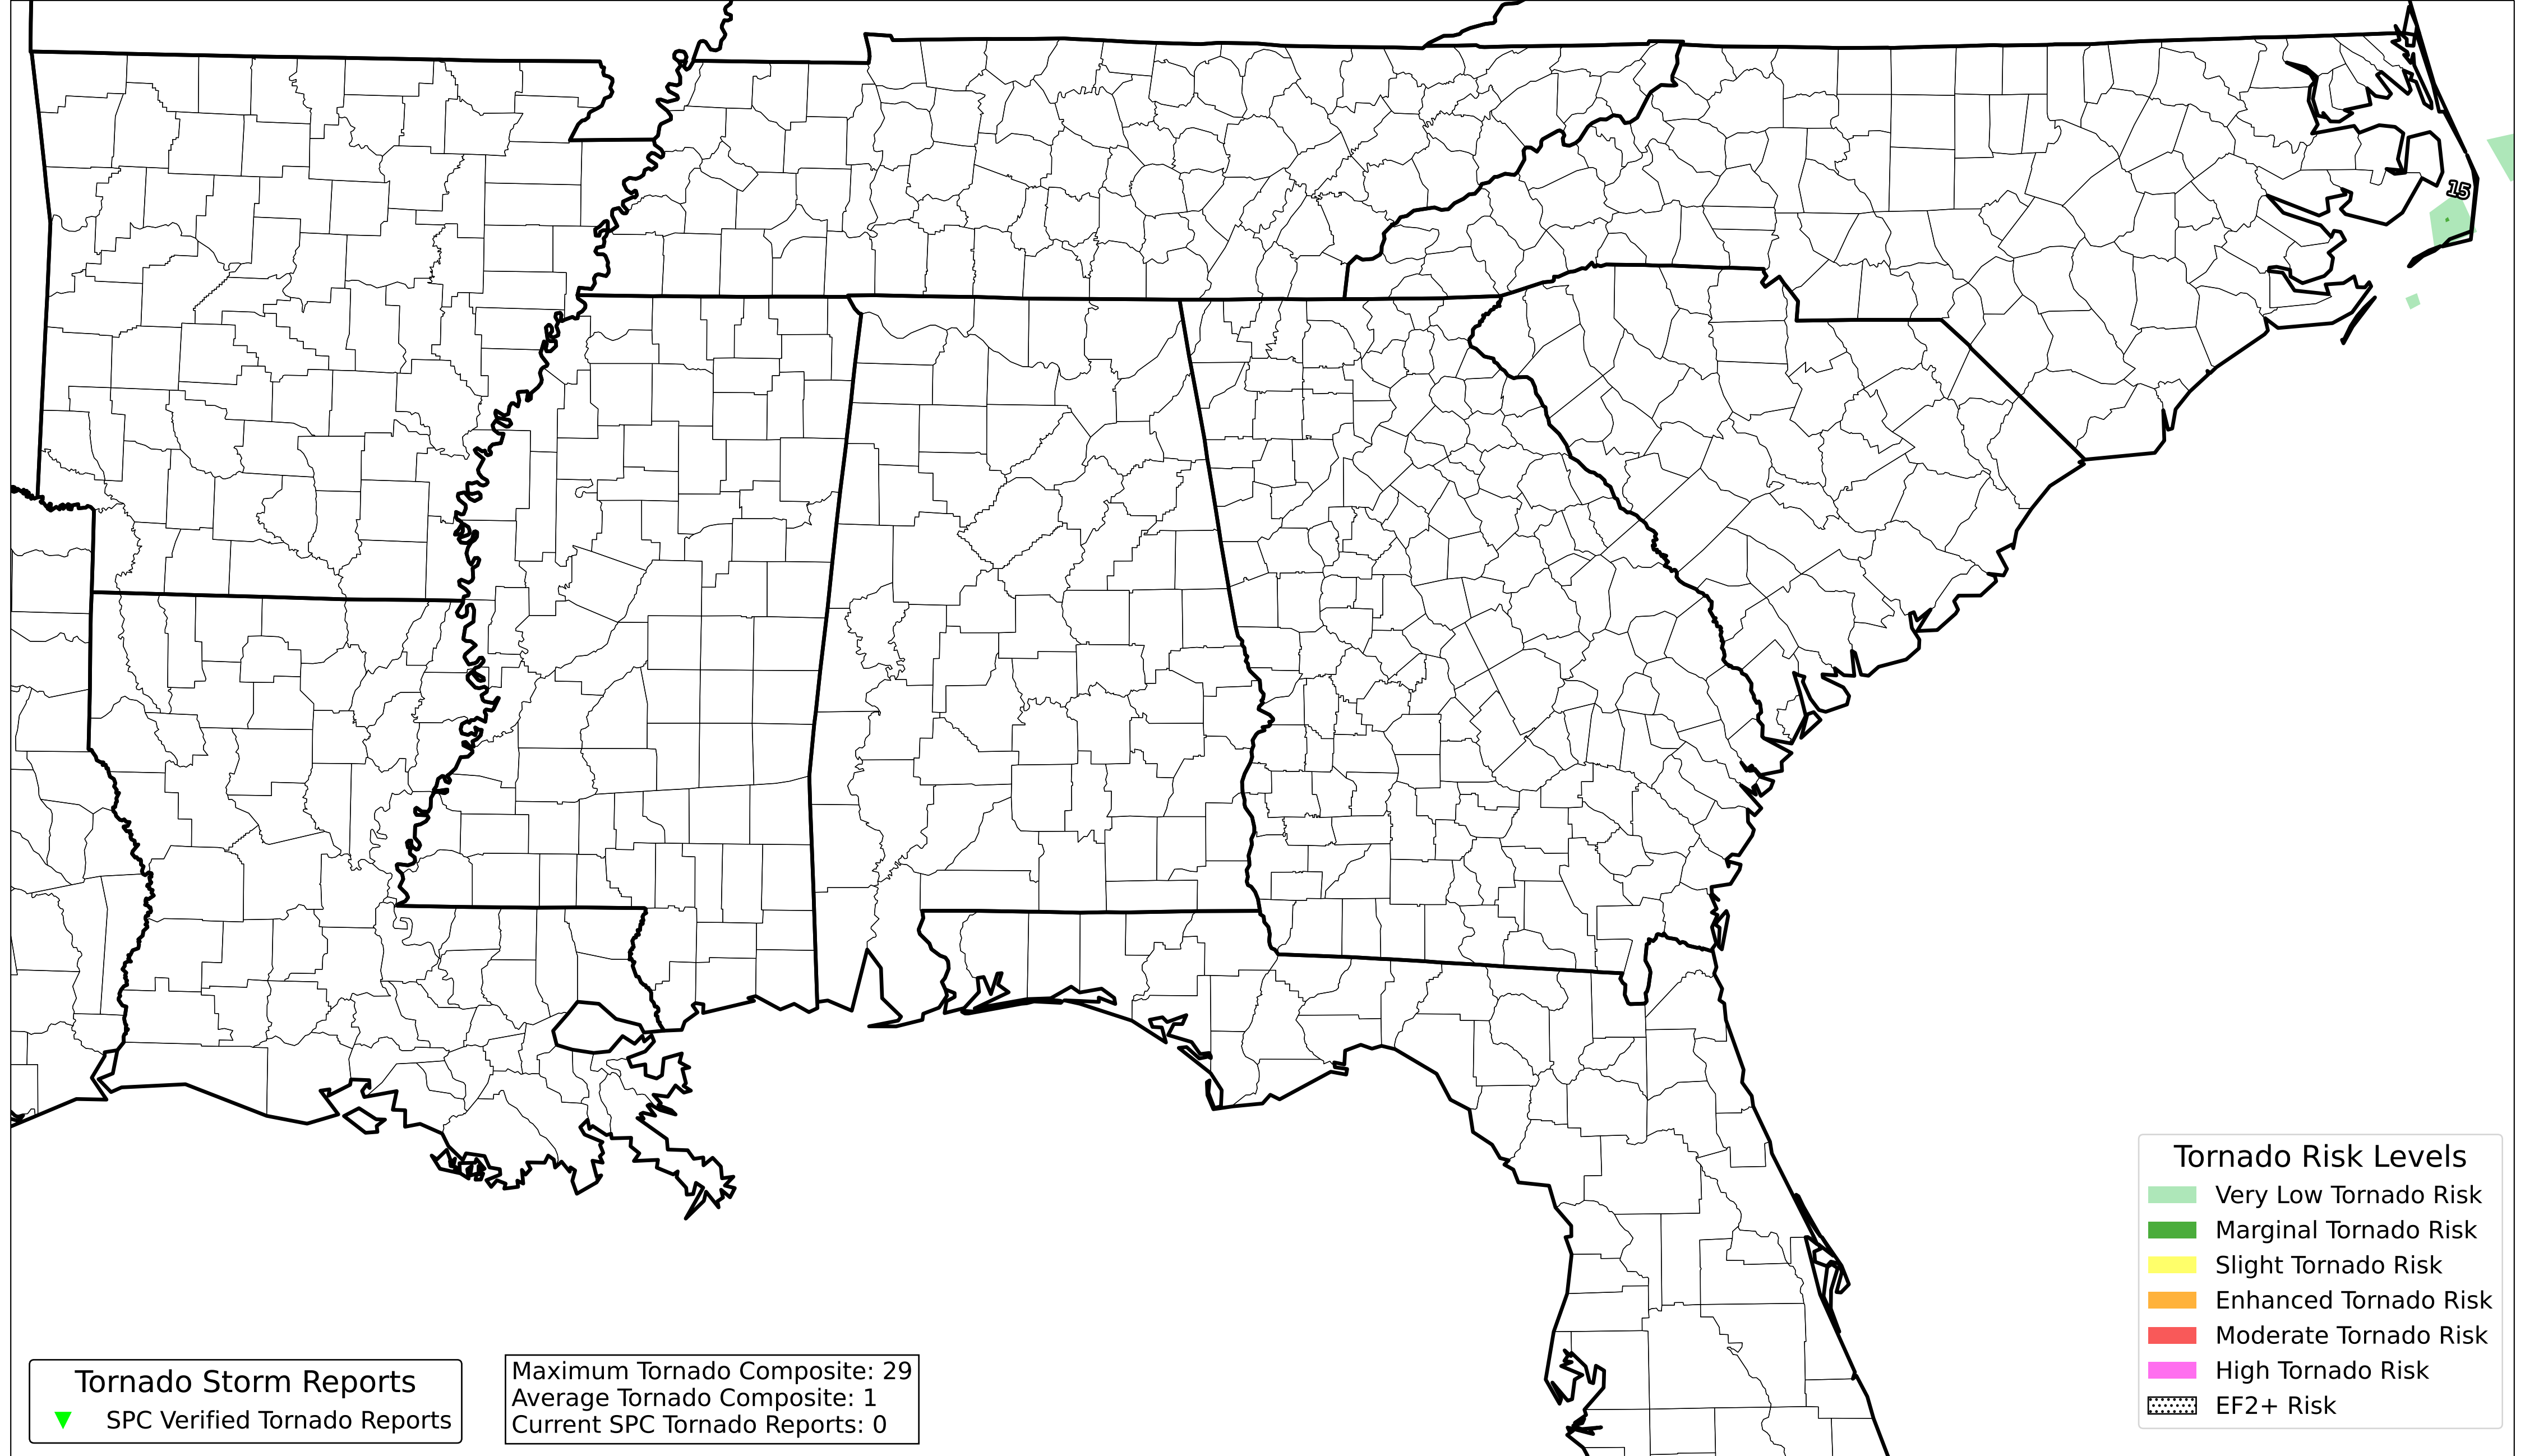 15
Tornado Risk Levels
Very Low Tornado Risk
Marginal Tornado Risk
Slight Tornado Risk
Enhanced Tornado Risk
Moderate Tornado Risk
High Tornado Risk
EF2+ Risk
Tornado Storm Reports
SPC Verified Tornado Reports
Maximum Tornado Composite: 29
Average Tornado Composite: 1
Current SPC Tornado Reports: 0